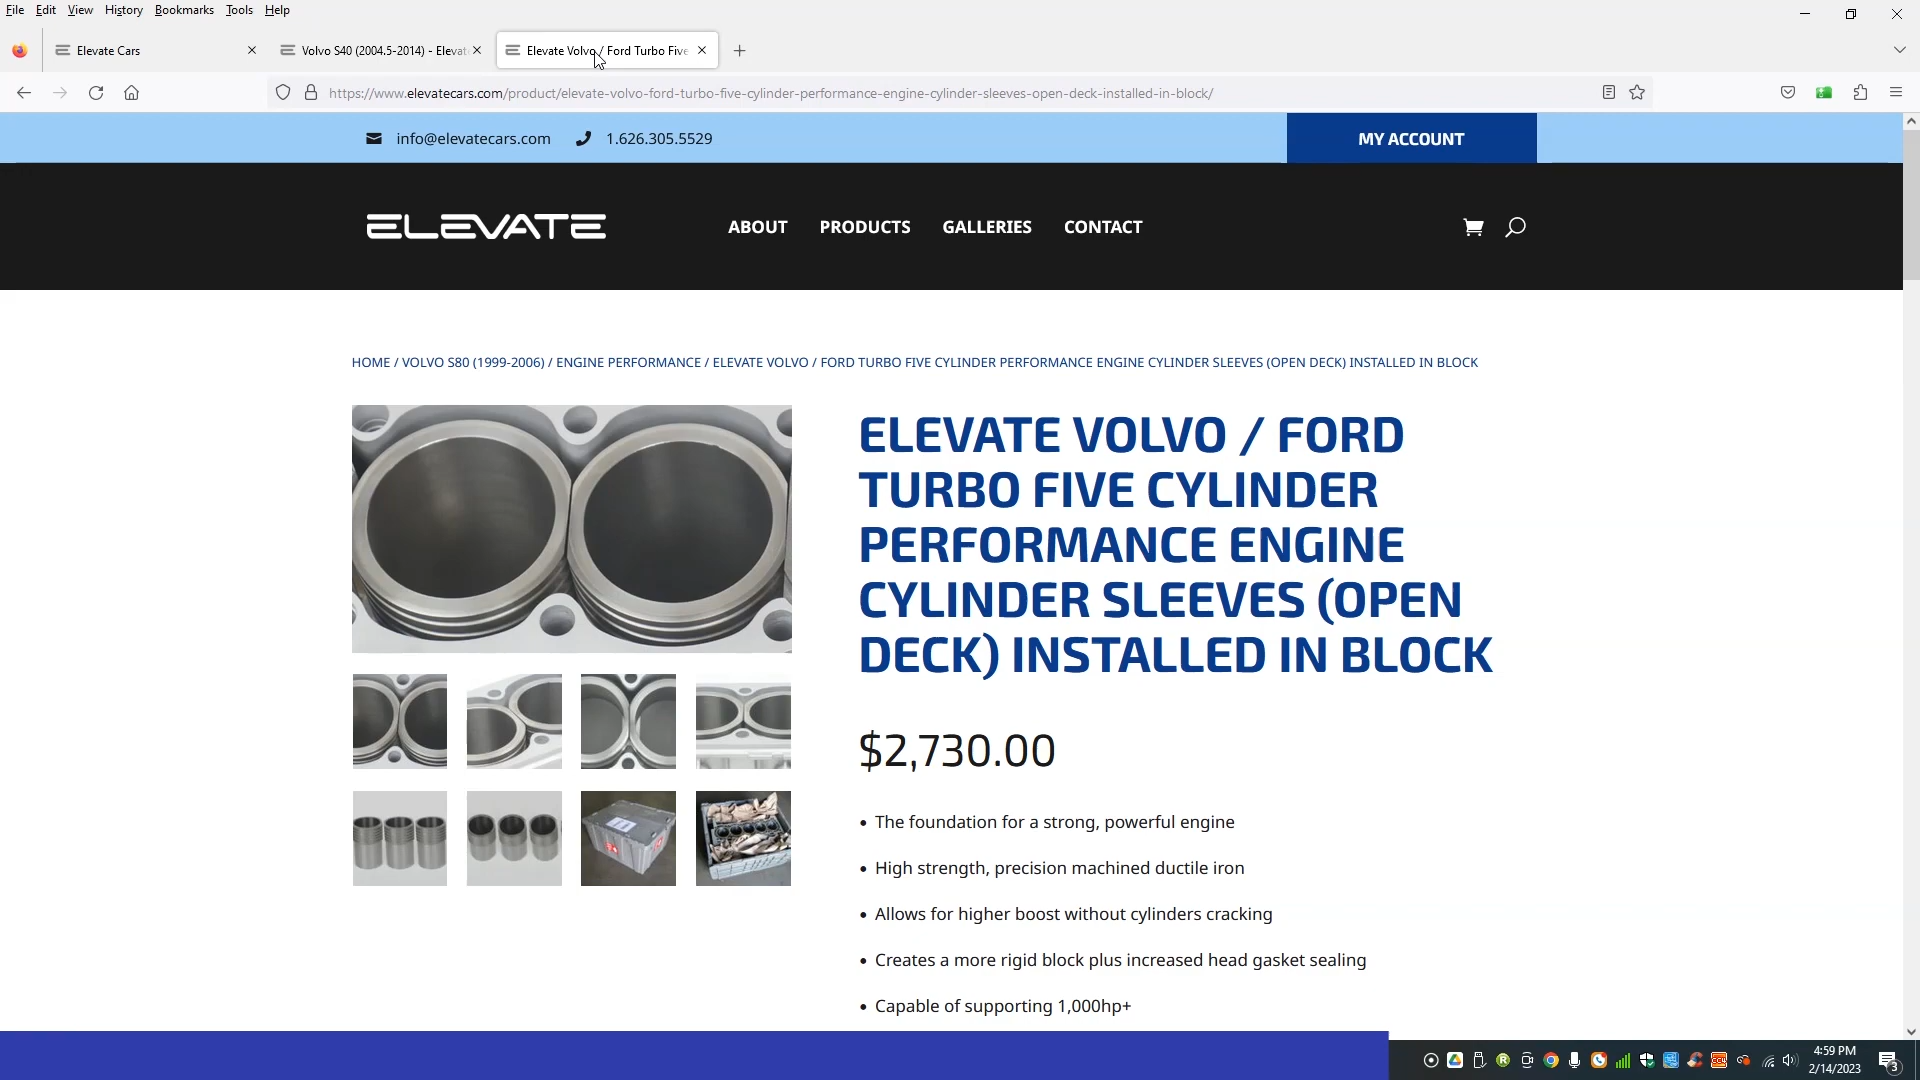 File Edit View History Bookmarks Tools Help
Elevate Cars
Volvo S40 (2004.5-2014) - Elevat
Elevate Volvo / Ford Turbo Five
https://www.elevatecars.com/product/elevate-volvo-ford-turbo-five-cylinder-performance-engine-cylinder-sleeves-open-deck-installed-in-block/
info@elevatecars.com 1.626.305.5529 MY ACCOUNT
ELEVATE ABOUT PRODUCTS GALLERIES CONTACT
HOME / VOLVO S80 (1999-2006) / ENGINE PERFORMANCE / ELEVATE VOLVO / FORD TURBO FIVE CYLINDER PERFORMANCE ENGINE CYLINDER SLEEVES (OPEN DECK) INSTALLED IN BLOCK
ELEVATE VOLVO / FORD
TURBO FIVE CYLINDER
PERFORMANCE ENGINE
CYLINDER SLEEVES (OPEN
DECK) INSTALLED IN BLOCK
$2,730.00
• The foundation for a strong, powerful engine
• High strength, precision machined ductile iron
• Allows for higher boost without cylinders cracking
• Creates a more rigid block plus increased head gasket sealing
• Capable of supporting 1,000hp+
4:59 PM
2/14/2023
3